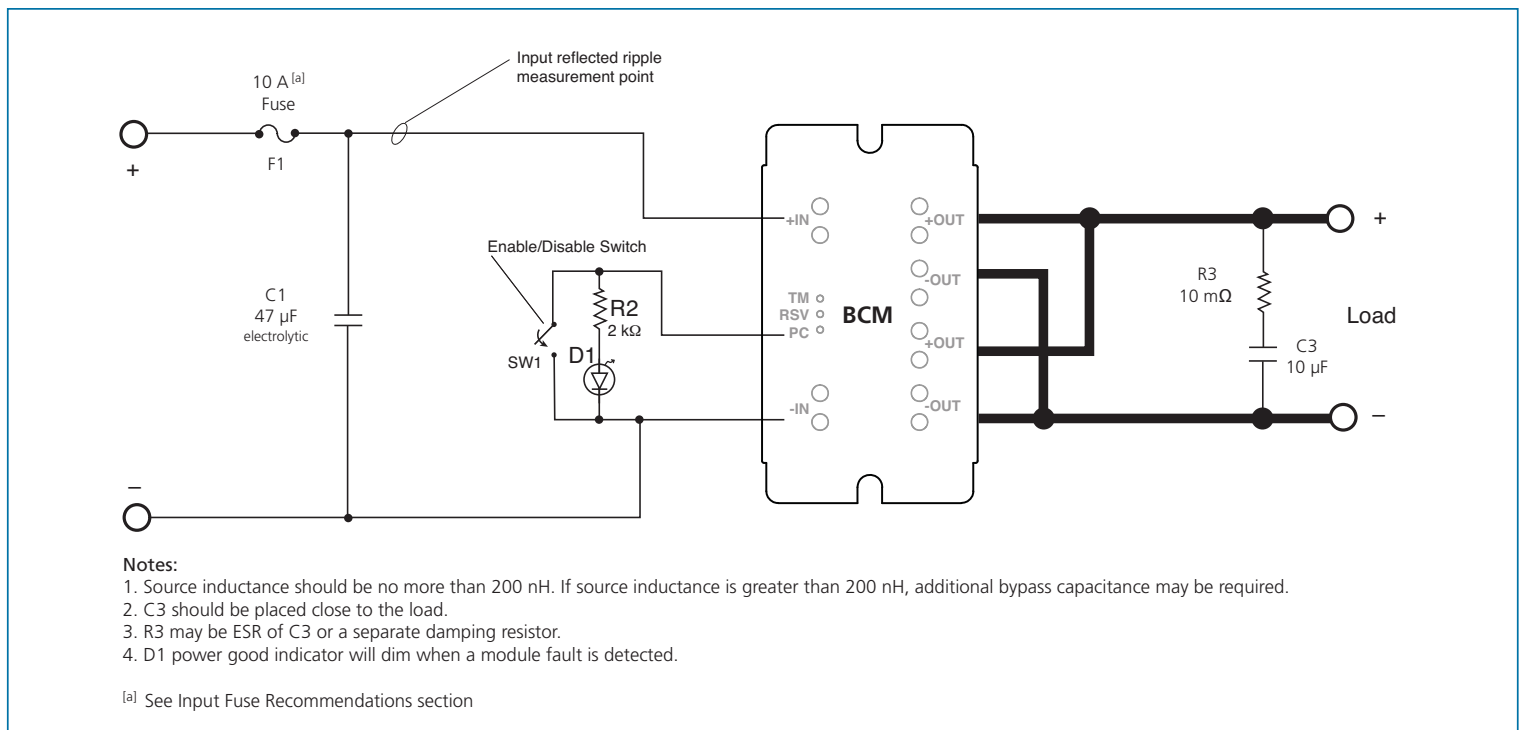 Input reflected ripple
measurement point
10 A [a]
Fuse
F1
+
+IN
+OUT
+
Enable/Disable Switch
-OUT
R3
10 mΩ
R2
2 kΩ
TM
RSV
PC
BCM
Load
C1
47 µF
electrolytic
SW1
D1
+OUT
C3
10 µF
-IN
-OUT
–
–
Notes:
1. Source inductance should be no more than 200 nH. If source inductance is greater than 200 nH, additional bypass capacitance may be required.
2. C3 should be placed close to the load.
3. R3 may be ESR of C3 or a separate damping resistor.
4. D1 power good indicator will dim when a module fault is detected.
[a] See Input Fuse Recommendations section